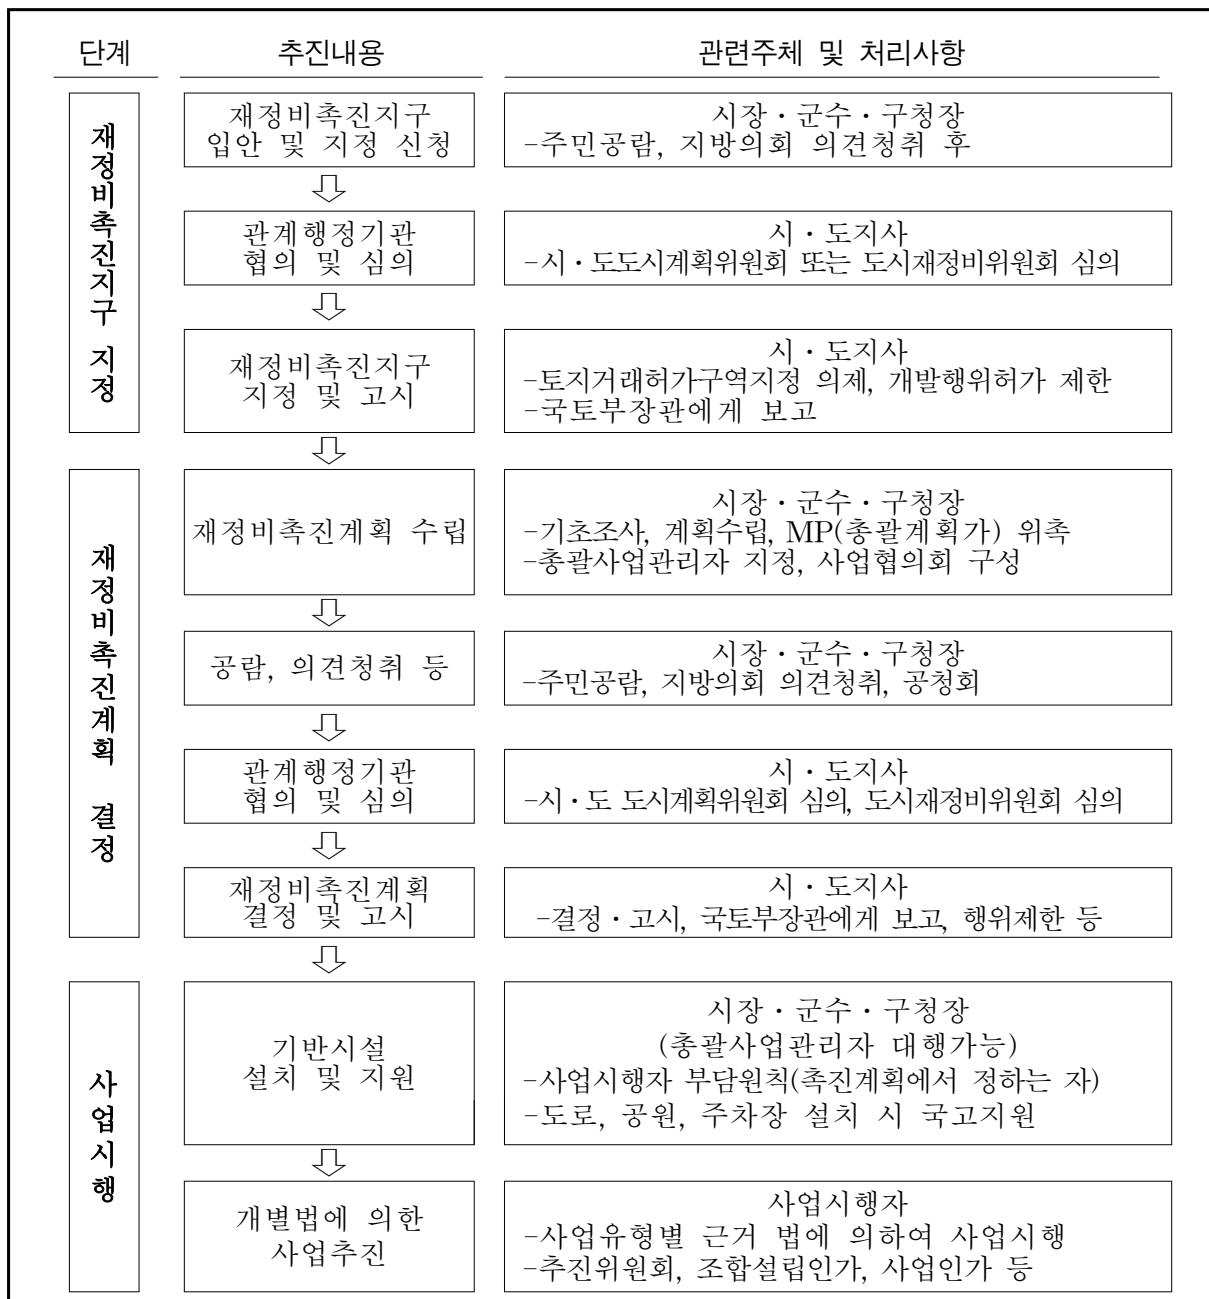 단계 추진내용 관련주체 및 처리사항
재정비촉진지구 지정
재정비촉진지구
입안 및 지정 신청
시장·군수·구청장
-주민공람, 지방의회 의견청취 후
관계행정기관
협의 및 심의
시·도지사
-시·도도시계획위원회 또는 도시재정비위원회 심의
재정비촉진지구
지정 및 고시
시·도지사
-토지거래허가구역지정 의제, 개발행위허가 제한
-국토부장관에게 보고
재정비촉진계획 결정
재정비촉진계획 수립
시장·군수·구청장
-기초조사, 계획수립, MP(총괄계획가) 위촉
-총괄사업관리자 지정, 사업협의회 구성
공람, 의견청취 등
시장·군수·구청장
-주민공람, 지방의회 의견청취, 공청회
관계행정기관
협의 및 심의
시·도지사
-시·도 도시계획위원회 심의, 도시재정비위원회 심의
재정비촉진계획
결정 및 고시
시·도지사
-결정·고시, 국토부장관에게 보고, 행위제한 등
사업시행
기반시설
설치 및 지원
시장·군수·구청장
(총괄사업관리자 대행가능)
-사업시행자 부담원칙(촉진계획에서 정하는 자)
-도로, 공원, 주차장 설치 시 국고지원
개별법에 의한
사업추진
사업시행자
-사업유형별 근거 법에 의하여 사업시행
-추진위원회, 조합설립인가, 사업인가 등